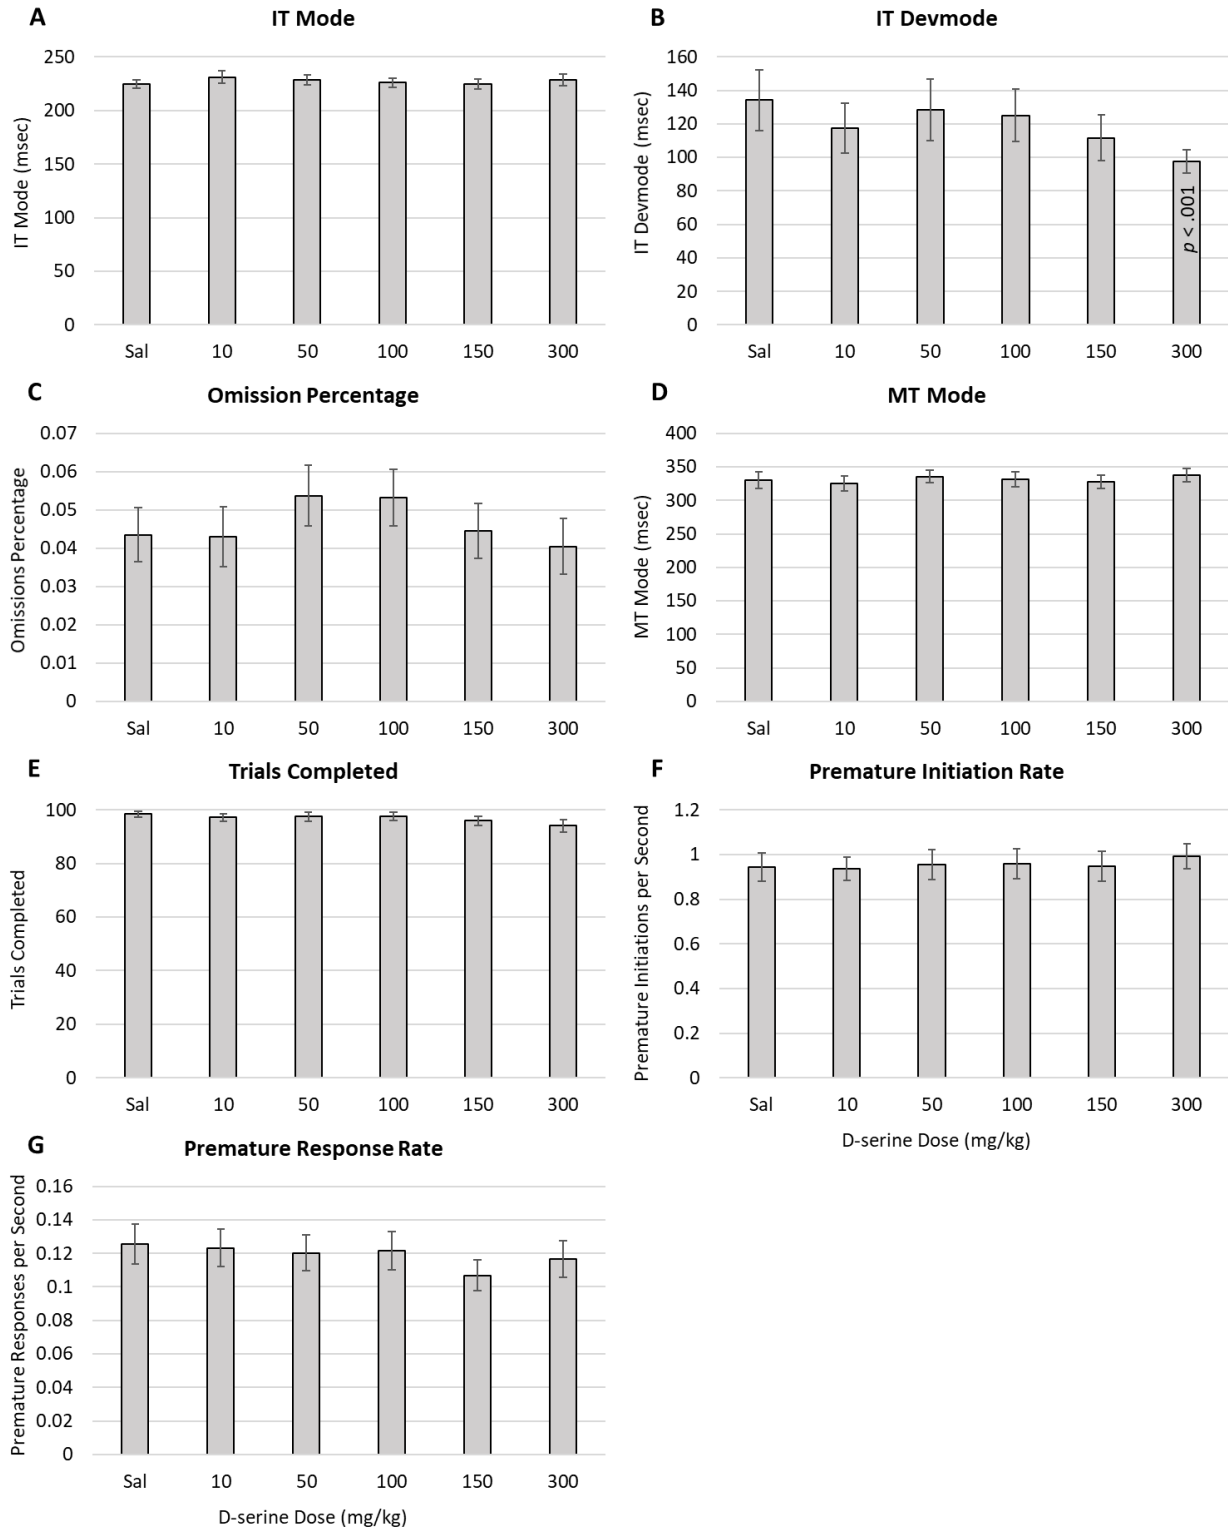 A
IT Mode
IT Mode (msec)
250
200
150
100
50
0
Sal 10 50 100 150 300
B
IT Devmode
IT Devmode (msec)
160
140
120
100
80
60
40
20
0
p < .001
Sal 10 50 100 150 300
C
Omission Percentage
Omissions Percentage
0.07
0.06
0.05
0.04
0.03
0.02
0.01
0
Sal 10 50 100 150 300
D
MT Mode
MT Mode (msec)
400
350
300
250
200
150
100
50
0
Sal 10 50 100 150 300
E
Trials Completed
Trials Completed
100
80
60
40
20
0
Sal 10 50 100 150 300
F
Premature Initiation Rate
Premature Initiations per Second
1.2
1
0.8
0.6
0.4
0.2
0
Sal 10 50 100 150 300
D-serine Dose (mg/kg)
G
Premature Response Rate
Premature Responses per Second
0.16
0.14
0.12
0.1
0.08
0.06
0.04
0.02
0
Sal 10 50 100 150 300
D-serine Dose (mg/kg)